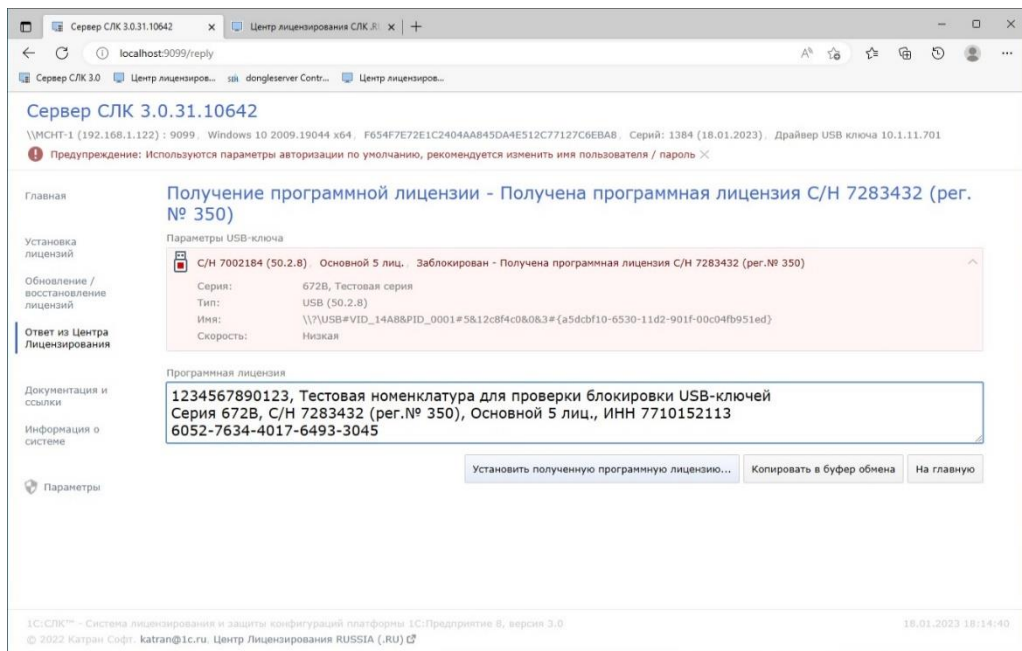 Сервер СЛК 3.0.31.10642
Центр лицензирования СЛК .R
localhost:9099/reply
Сервер СЛК 3.0 Центр лицензиров... seh dongleserver Contr... Центр лицензиров...
Сервер СЛК 3.0.31.10642
\\MCHT-1 (192.168.1.122) : 9099, Windows 10 2009.19044 x64, F654F7E72E1C2404AA845DA4E512C77127C6EBA8, Серий: 1384 (18.01.2023), Драйвер USB ключа 10.1.11.701
Предупреждение: Используются параметры авторизации по умолчанию, рекомендуется изменить имя пользователя / пароль
Главная
Установка
лицензий
Обновление /
восстановление
лицензий
Ответ из Центра
Лицензирования
Документация и
ссылки
Информация о
системе
Параметры
Получение программной лицензии - Получена программная лицензия С/Н 7283432 (рег.
№ 350)
Параметры USB-ключа
С/Н 7002184 (50.2.8), Основной 5 лиц., Заблокирован - Получена программная лицензия С/Н 7283432 (рег.№ 350)
Серия: 672B, Тестовая серия
Тип: USB (50.2.8)
Имя: \\?\USB#VID_14A8&PID_0001#5&12c8f4c0&0&3#{a5dcbf10-6530-11d2-901f-00c04fb951ed}
Скорость: Низкая
Программная лицензия
1234567890123, Тестовая номенклатура для проверки блокировки USB-ключей
Серия 672B, С/Н 7283432 (рег.№ 350), Основной 5 лиц., ИНН 7710152113
6052-7634-4017-6493-3045
Установить полученную программную лицензию... Копировать в буфер обмена На главную
1С:СЛК™ - Система лицензирования и защиты конфигураций платформы 1С:Предприятие 8, версия 3.0
18.01.2023 18:14:40
© 2022 Катран Софт. katran@1c.ru. Центр Лицензирования RUSSIA (.RU)